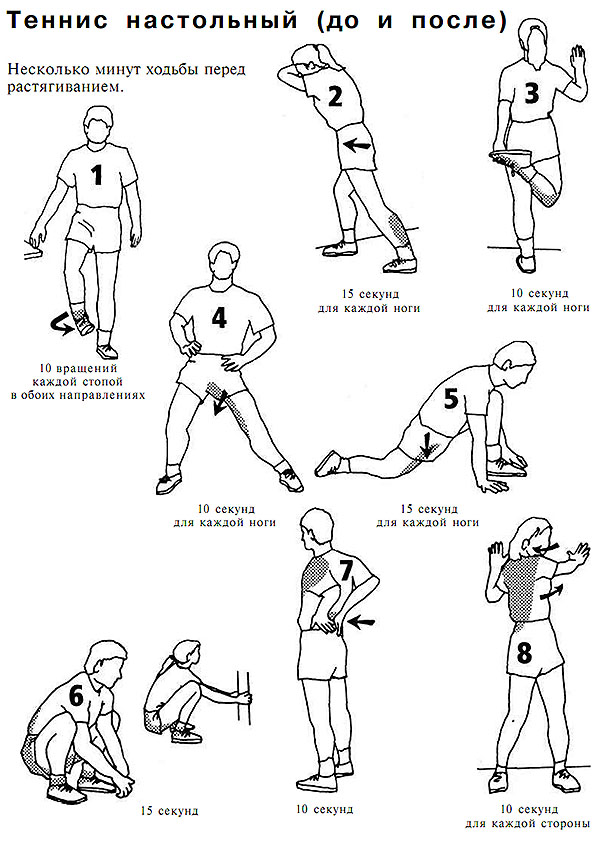 Теннис настольный (до и после)
Несколько минут ходьбы перед
растягиванием.
1
10 вращений
каждой стопой
в обоих направлениях
2
15 секунд
для каждой ноги
3
10 секунд
для каждой ноги
4
10 секунд
для каждой ноги
5
15 секунд
для каждой ноги
6
15 секунд
7
10 секунд
8
10 секунд
для каждой стороны